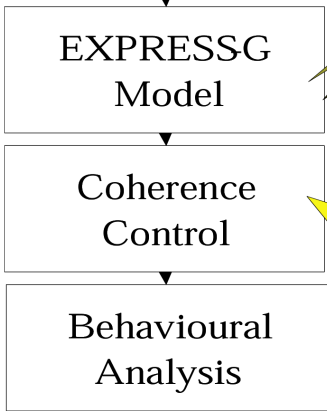 EXPRESS-G
Model
Coherence
Control
Behavioural
Analysis